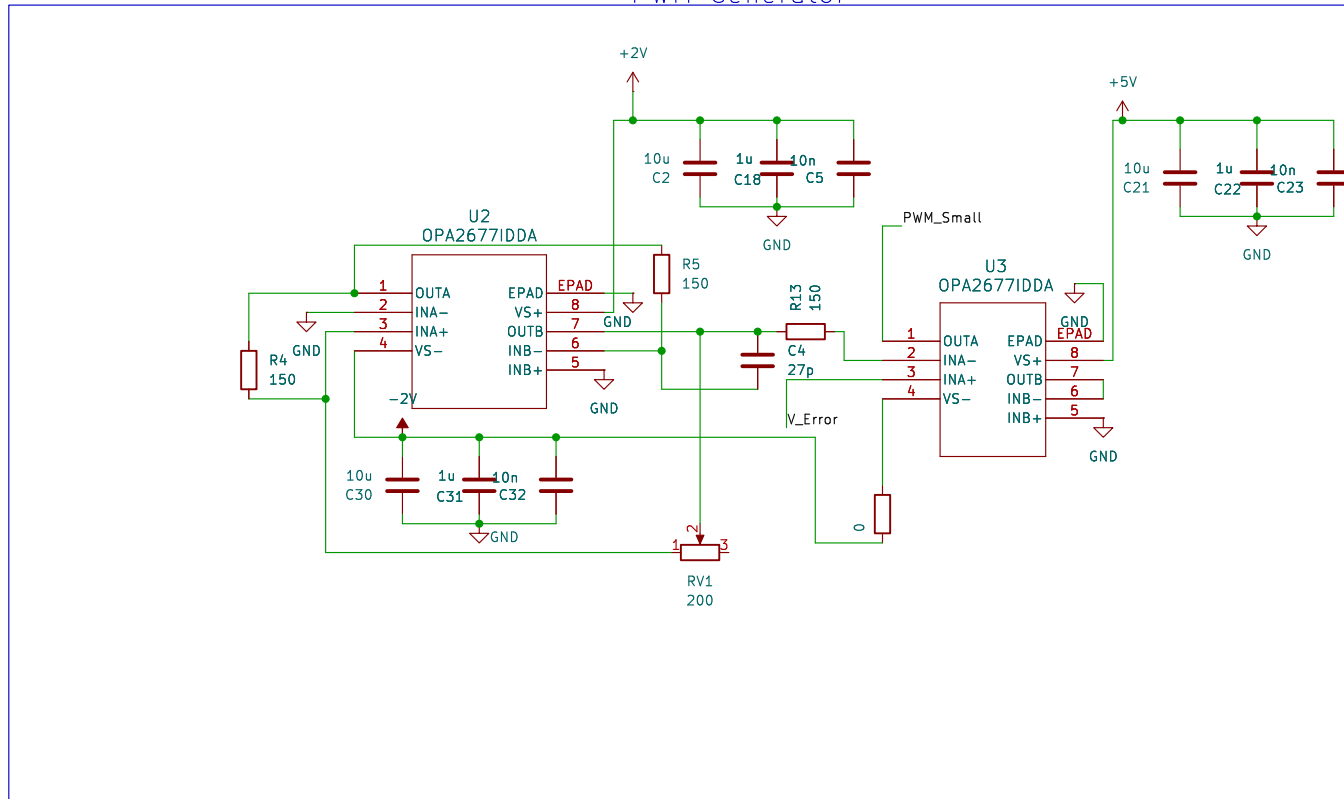 PWM Generator
+2V
+5V
10u
C2
1u
C18
10n
C5
GND
10u
C21
1u
C22
10n
C23
GND
PWM_Small
U2
OPA2677IDDA
1 OUTA
2 INA-
3 INA+
4 VS-
EPAD EPAD
VS+ 8
OUTB 7
INB- 6
INB+ 5
GND
GND
GND
R5
150
R4
150
R13
150
C4
27p
V_Error
U3
OPA2677IDDA
1 OUTA
2 INA-
3 INA+
4 VS-
EPAD EPAD
VS+ 8
OUTB 7
INB- 6
INB+ 5
GND
GND
-2V
10u
C30
1u
C31
10n
C32
GND
0
1 2 3
RV1
200